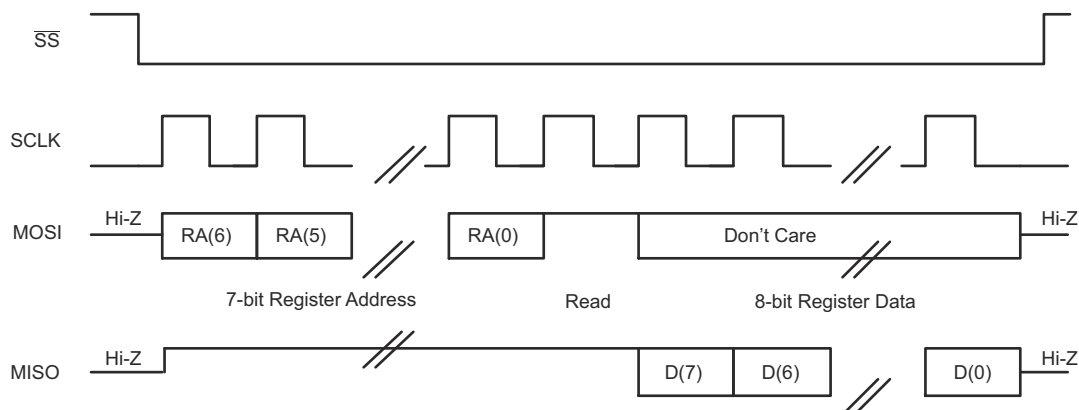 SS
SCLK
MOSI Hi-Z RA(6) RA(5) RA(0) Don't Care Hi-Z
7-bit Register Address Read 8-bit Register Data
MISO Hi-Z D(7) D(6) D(0) Hi-Z